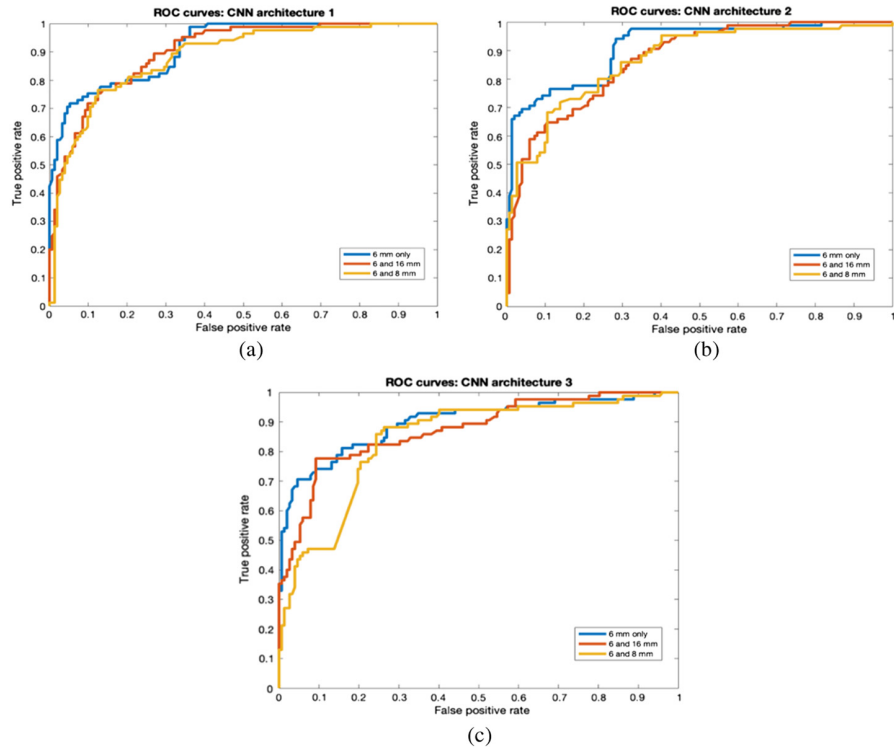 ROC curves: CNN architecture 1
1
0.9
0.8
0.7
0.6
0.5
0.4
0.3
0.2
0.1
0
True positive rate
6 mm only
6 and 16 mm
6 and 8 mm
0 0.1 0.2 0.3 0.4 0.5 0.6 0.7 0.8 0.9 1
False positive rate
(a)
ROC curves: CNN architecture 2
1
0.9
0.8
0.7
0.6
0.5
0.4
0.3
0.2
0.1
0
True positive rate
6 mm only
6 and 16 mm
6 and 8 mm
0 0.1 0.2 0.3 0.4 0.5 0.6 0.7 0.8 0.9 1
False positive rate
(b)
ROC curves: CNN architecture 3
1
0.9
0.8
0.7
0.6
0.5
0.4
0.3
0.2
0.1
0
True positive rate
6 mm only
6 and 16 mm
6 and 8 mm
0 0.1 0.2 0.3 0.4 0.5 0.6 0.7 0.8 0.9 1
False positive rate
(c)